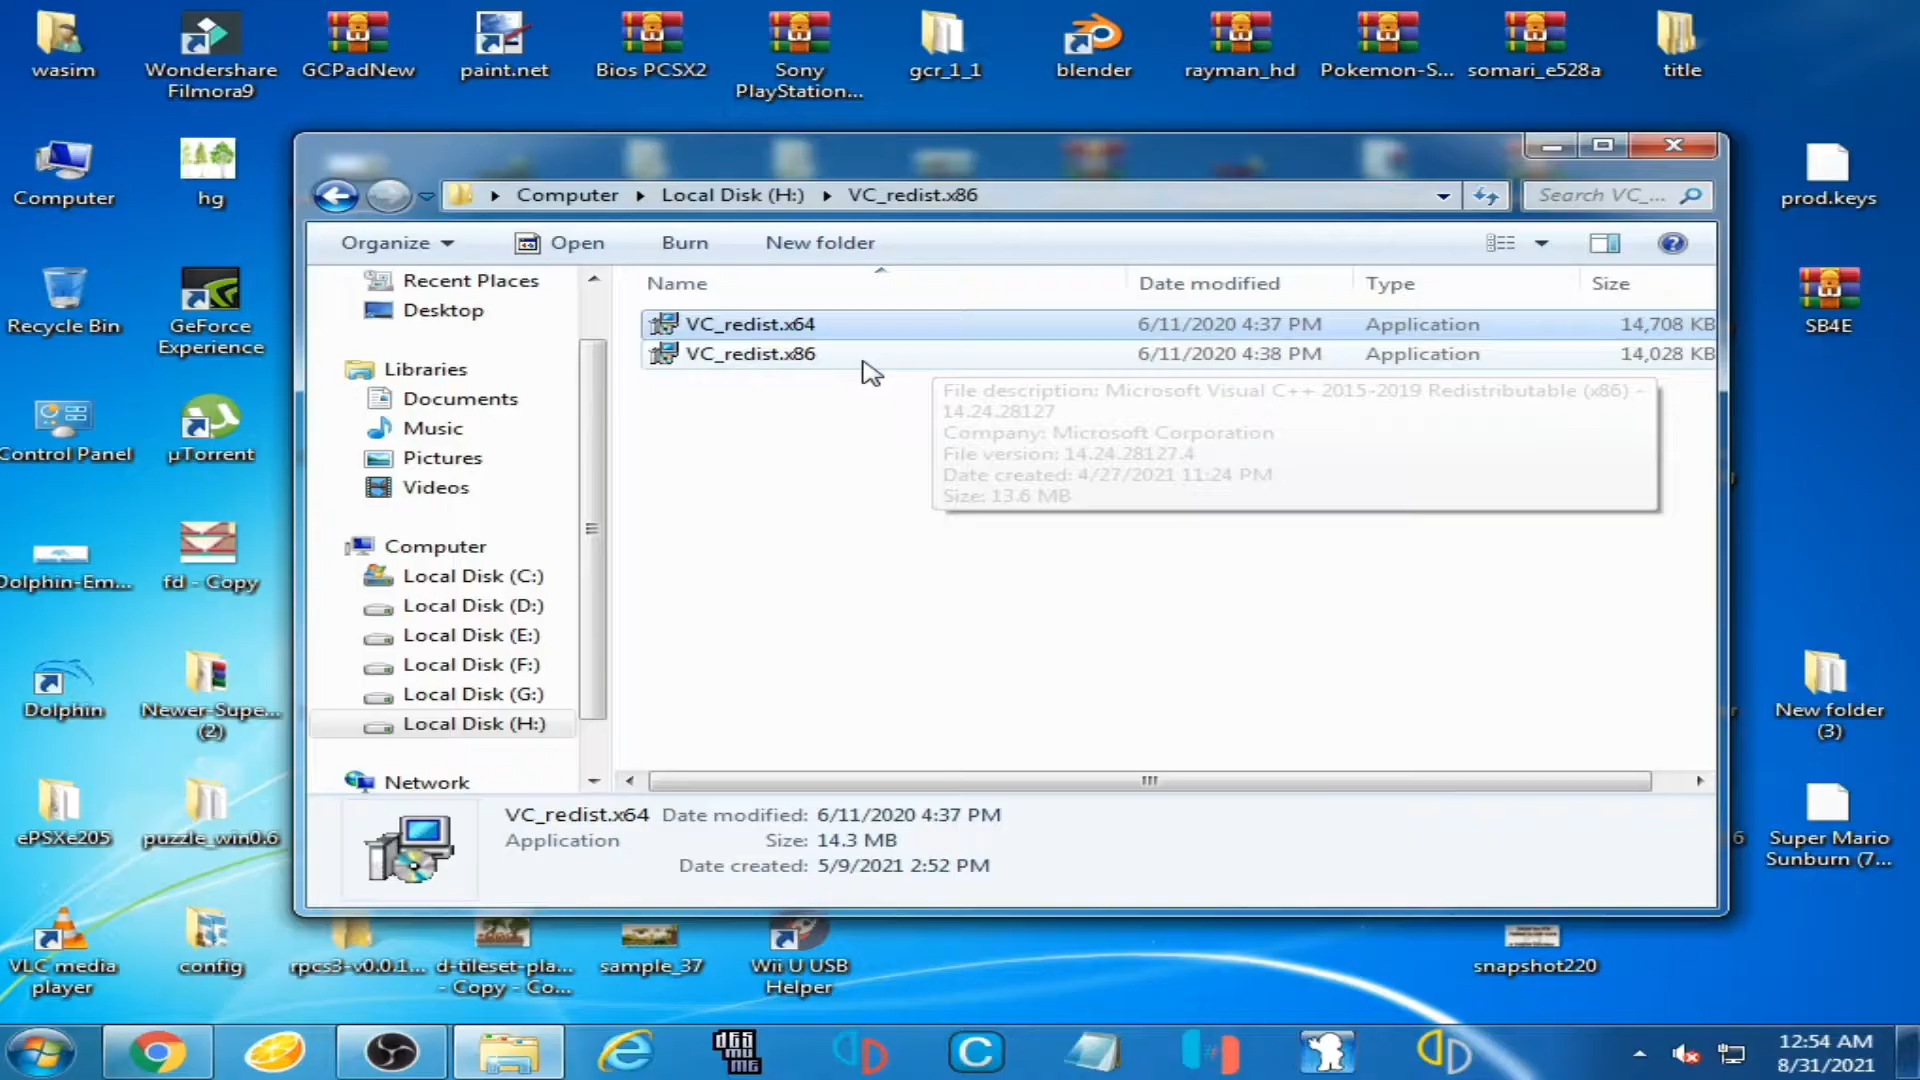 wasim
Wondershare
Filmora9
GCPadNew
paint.net
Bios PCSX2
Sony
PlayStation...
gcr_1_1
blender
rayman_hd
Pokemon-S...
somari_e528a
title
Computer
hg
prod.keys
Computer
Local Disk (H:)
VC_redist.x86
Search VC_...
Organize
Open
Burn
New folder
Recent Places
Desktop
Libraries
Documents
Music
Pictures
Videos
Computer
Local Disk (C:)
Local Disk (D:)
Local Disk (E:)
Local Disk (F:)
Local Disk (G:)
Local Disk (H:)
Network
Name
Date modified
Type
Size
VC_redist.x64
6/11/2020 4:37 PM
Application
14,708 KB
VC_redist.x86
6/11/2020 4:38 PM
Application
14,028 KB
File description: Microsoft Visual C++ 2015-2019 Redistributable (x86) -
14.24.28127
Company: Microsoft Corporation
File version: 14.24.28127.4
Date created: 4/27/2021 11:24 PM
Size: 13.6 MB
VC_redist.x64 Date modified: 6/11/2020 4:37 PM
Application
Size: 14.3 MB
Date created: 5/9/2021 2:52 PM
Recycle Bin
GeForce
Experience
SB4E
Control Panel
µTorrent
Dolphin-Em...
fd - Copy
Dolphin
Newer-Supe...
(2)
New folder
(3)
ePSXe205
puzzle_win0.6
6
Super Mario
Sunburn (7...
VLC media
player
config
rpcs3-v0.0.1...
d-tileset-pla...
- Copy - Co...
sample_37
Wii U USB
Helper
snapshot220
12:54 AM
8/31/2021